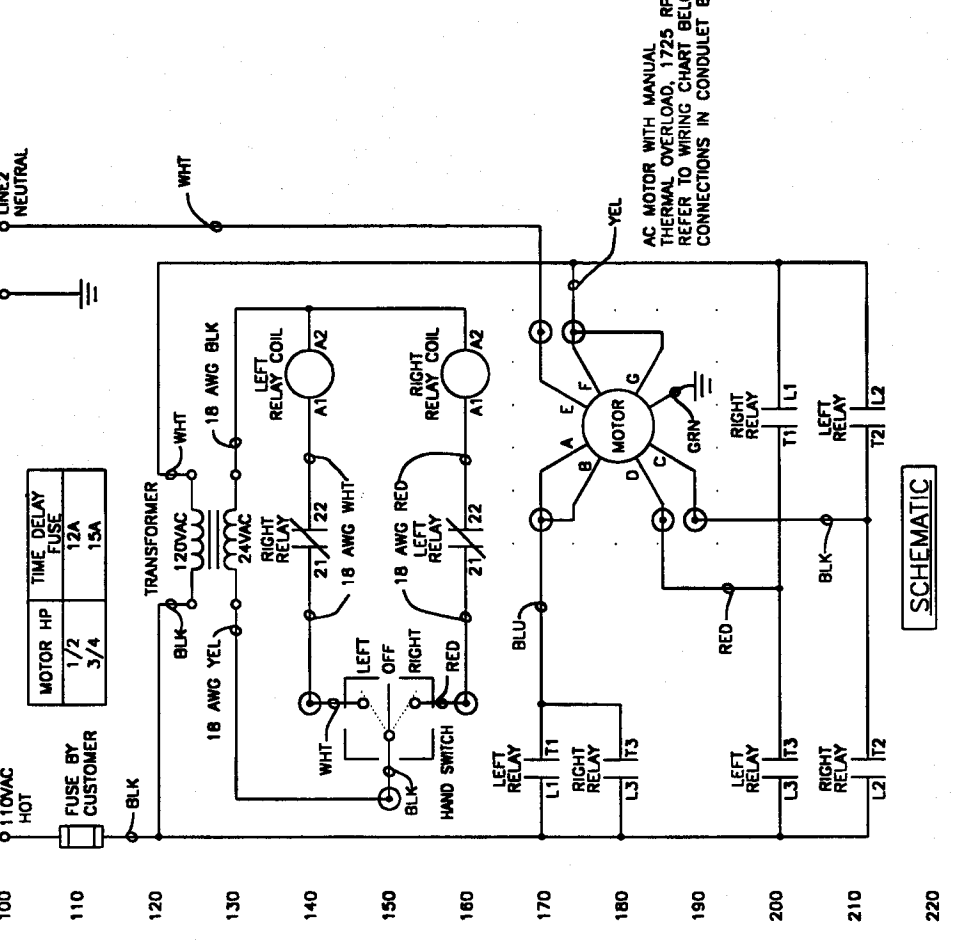 LINE2
NEUTRAL
WHT
110VAC
HOT
FUSE BY
CUSTOMER
BLK
MOTOR HP
TIME DELAY
FUSE
1/2
12A
3/4
15A
TRANSFORMER
120VAC
24VAC
BLK
WHT
18 AWG YEL
18 AWG BLK
LEFT
RELAY COIL
A1
A2
RIGHT
RELAY
21
22
18 AWG WHT
RIGHT
RELAY COIL
A1
A2
18 AWG RED
LEFT
RELAY
21
22
WHT
LEFT
OFF
RIGHT
RED
BLK
HAND SWITCH
LEFT
RELAY
L1
T1
BLU
RIGHT
RELAY
L3
T3
A
B
C
D
E
F
G
MOTOR
GRN
YEL
AC MOTOR WITH MANUAL
THERMAL OVERLOAD, 1725
REFER TO WIRING CHART
CONNECTIONS IN CONDULET
LEFT
RELAY
L3
T3
RED
RIGHT
RELAY
T1
L1
RIGHT
RELAY
L2
T2
BLK
LEFT
RELAY
T2
L2
SCHEMATIC
100
110
120
130
140
150
160
170
180
190
200
210
220